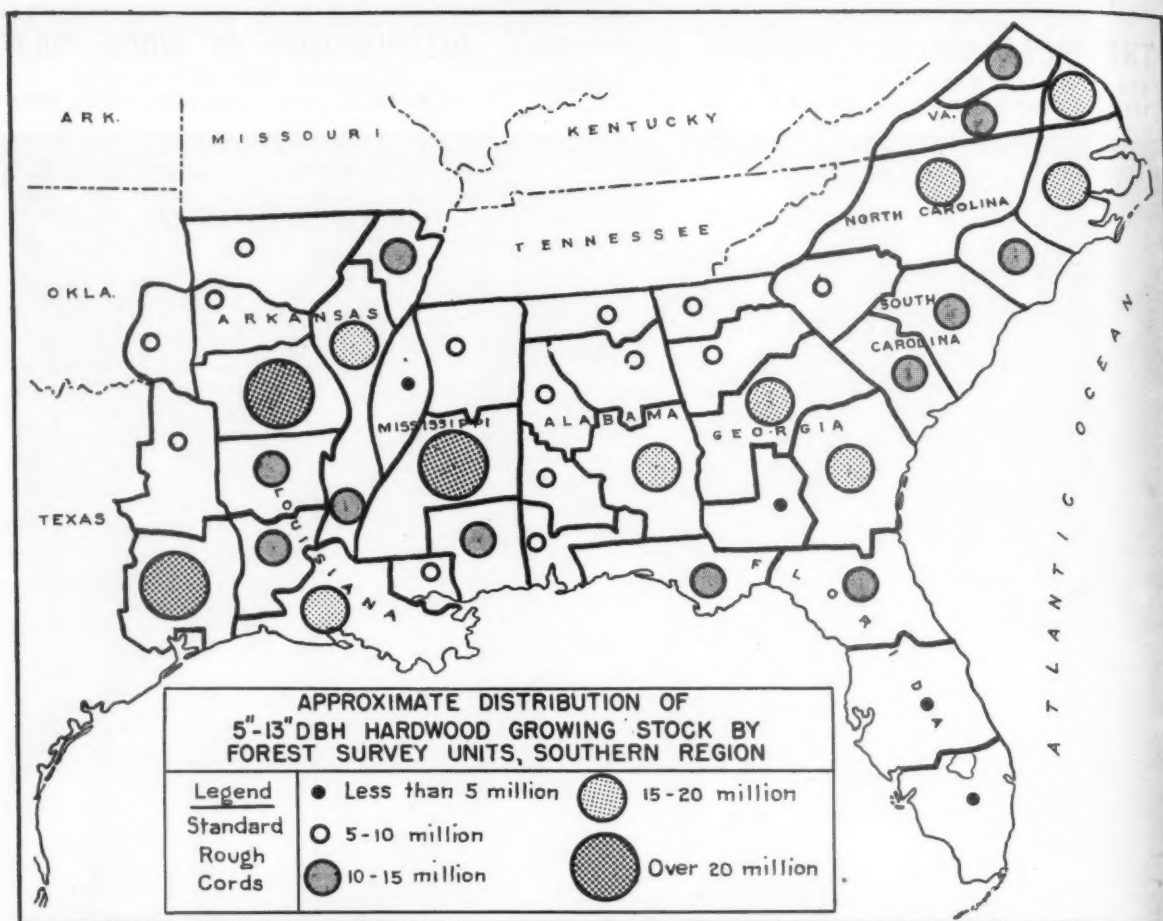 ARK.
MISSOURI
KENTUCKY
VA.
NORTH CAROLINA
TENNESSEE
OKLA.
ARKANSAS
SOUTH
CAROLINA
MISSISSIPPI
ALABAMA
GEORGIA
TEXAS
LOUISIANA
FLORIDA
ATLANTIC OCEAN
APPROXIMATE DISTRIBUTION OF
5"-13" DBH HARDWOOD GROWING STOCK BY
FOREST SURVEY UNITS, SOUTHERN REGION
Legend
Standard
Rough
Cords
Less than 5 million
5-10 million
10-15 million
15-20 million
Over 20 million